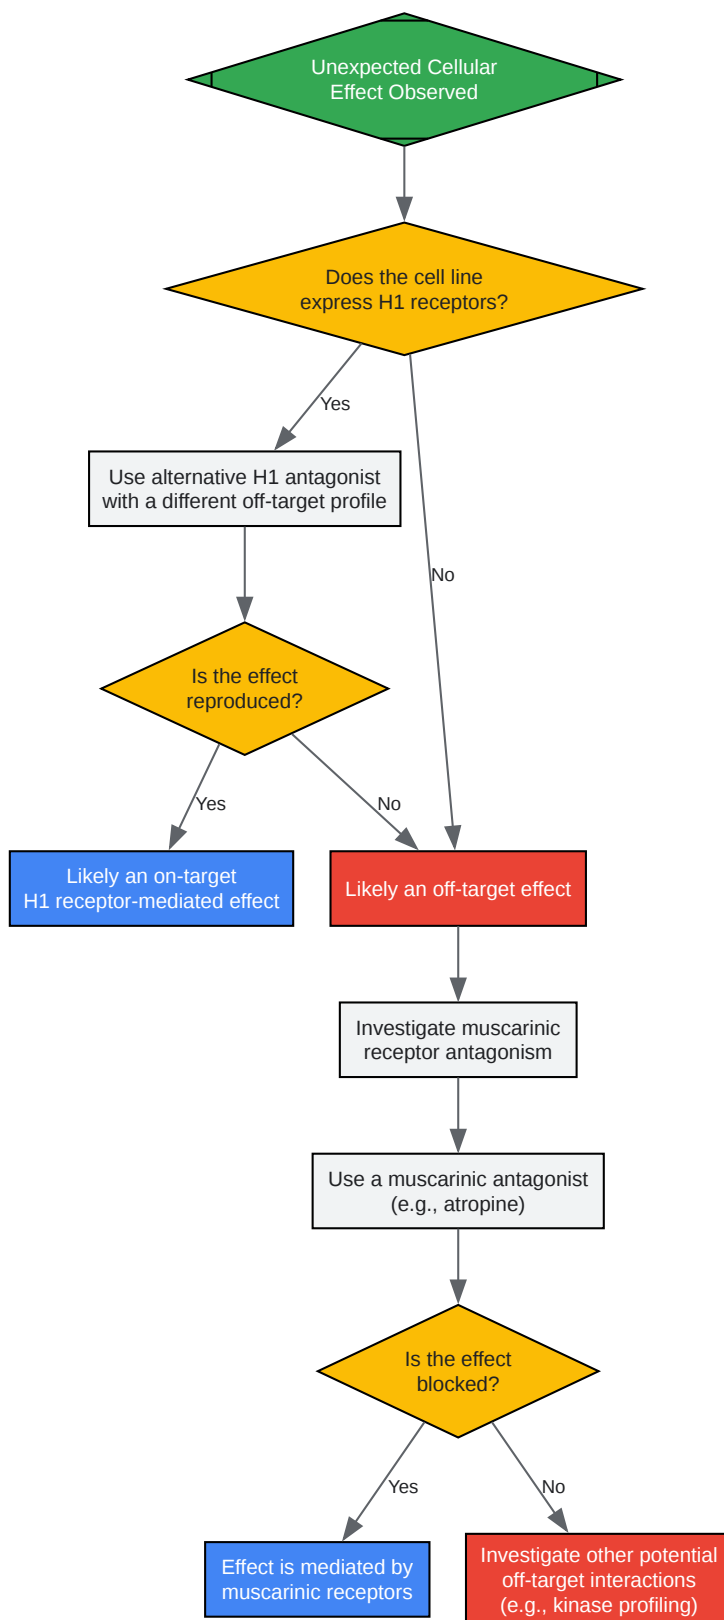 Unexpected Cellular
Effect Observed
Does the cell line
express H1 receptors?
Yes
Use alternative H1 antagonist
with a different off-target profile
No
Is the effect
reproduced?
Yes
No
Likely an on-target
H1 receptor-mediated effect
Likely an off-target effect
Investigate muscarinic
receptor antagonism
Use a muscarinic antagonist
(e.g., atropine)
Is the effect
blocked?
Yes
No
Effect is mediated by
muscarinic receptors
Investigate other potential
off-target interactions
(e.g., kinase profiling)